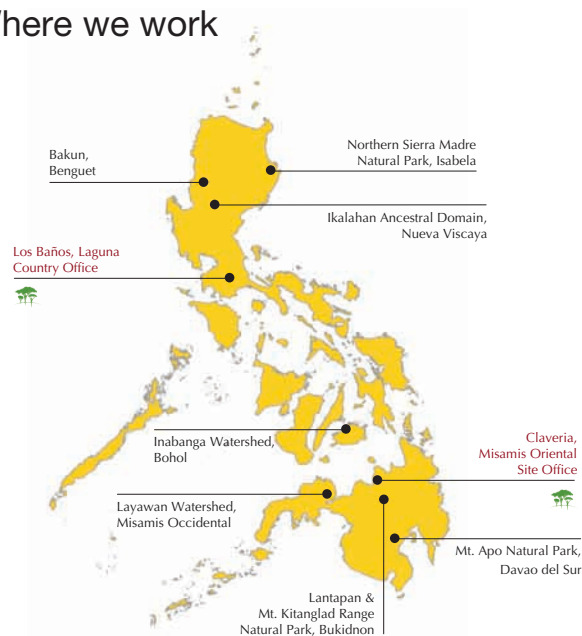 Where we work
Bakun,
Benguet
Northern Sierra Madre
Natural Park, Isabela
Ikalahan Ancestral Domain,
Nueva Viscaya
Los Baños, Laguna
Country Office
Inabanga Watershed,
Bohol
Claveria,
Misamis Oriental
Site Office
Layawan Watershed,
Misamis Occidental
Mt. Apo Natural Park,
Davao del Sur
Lantapan &
Mt. Kitanglad Range
Natural Park, Bukidnon